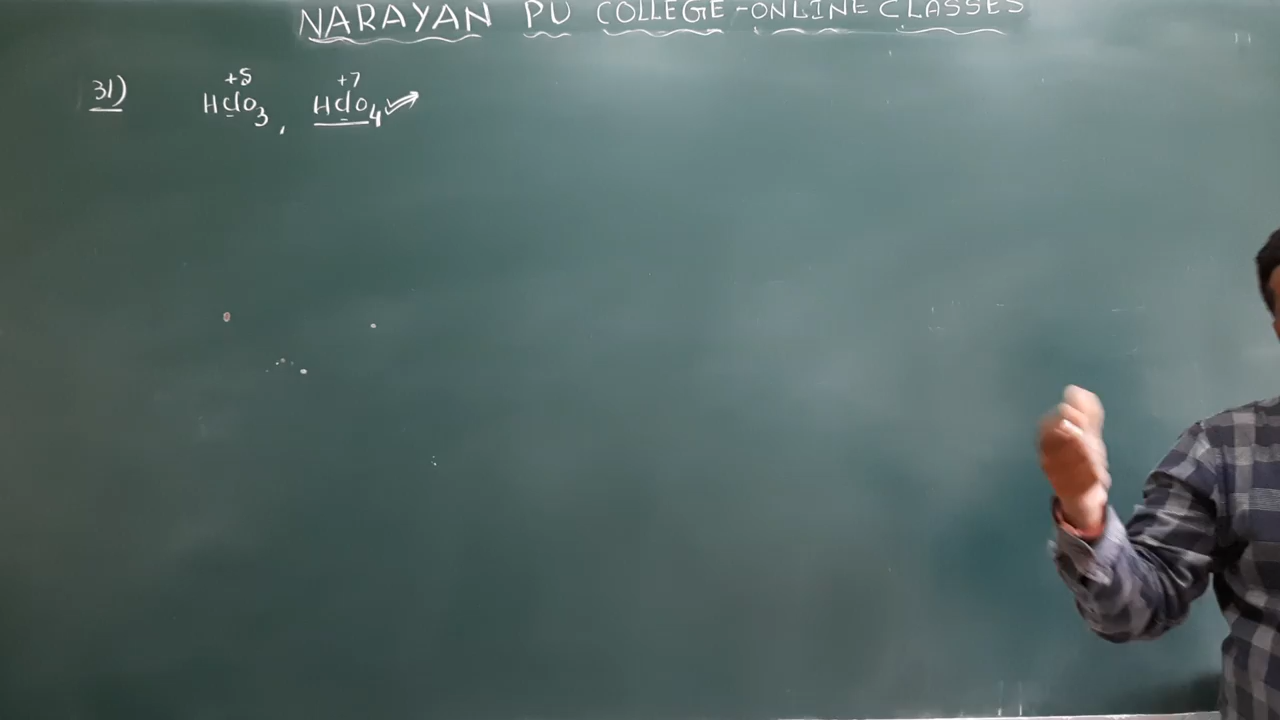 NARAYAN PU COLLEGE-ONLINE CLASSES
+5 +7
31) HClO3, HClO4